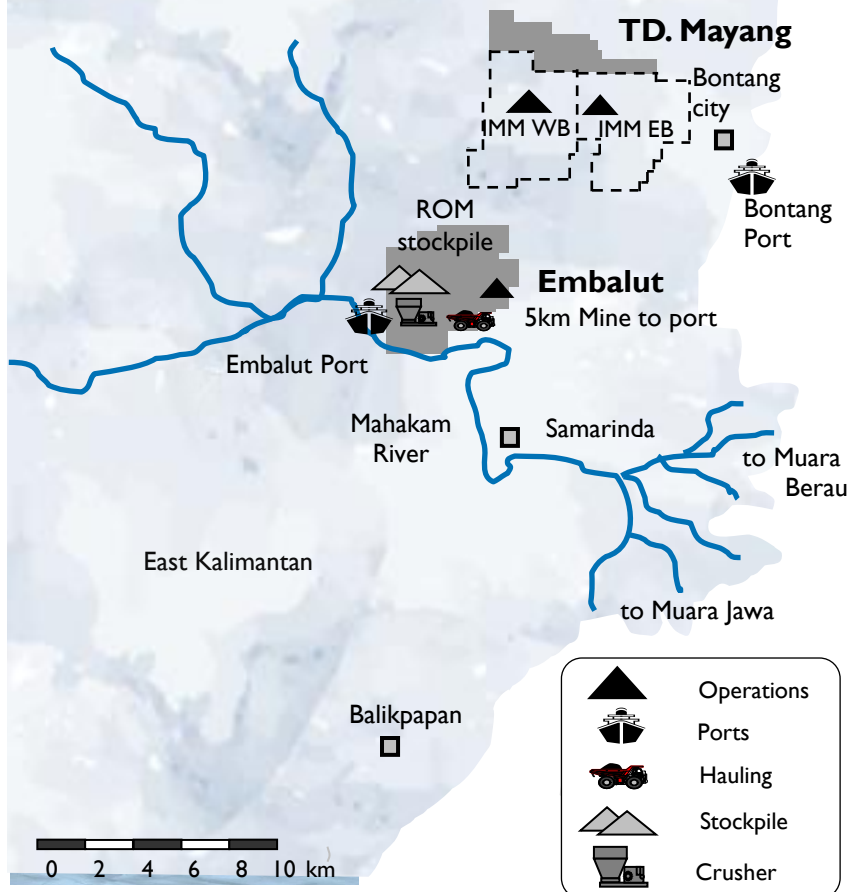 TD. Mayang
Bontang
city
IMM WB
IMM EB
Bontang
Port
ROM
stockpile
Embalut
5km Mine to port
Embalut Port
Mahakam
River
Samarinda
to Muara
Berau
East Kalimantan
to Muara Jawa
Balikpapan
Operations
Ports
Hauling
Stockpile
Crusher
0 2 4 6 8 10 km